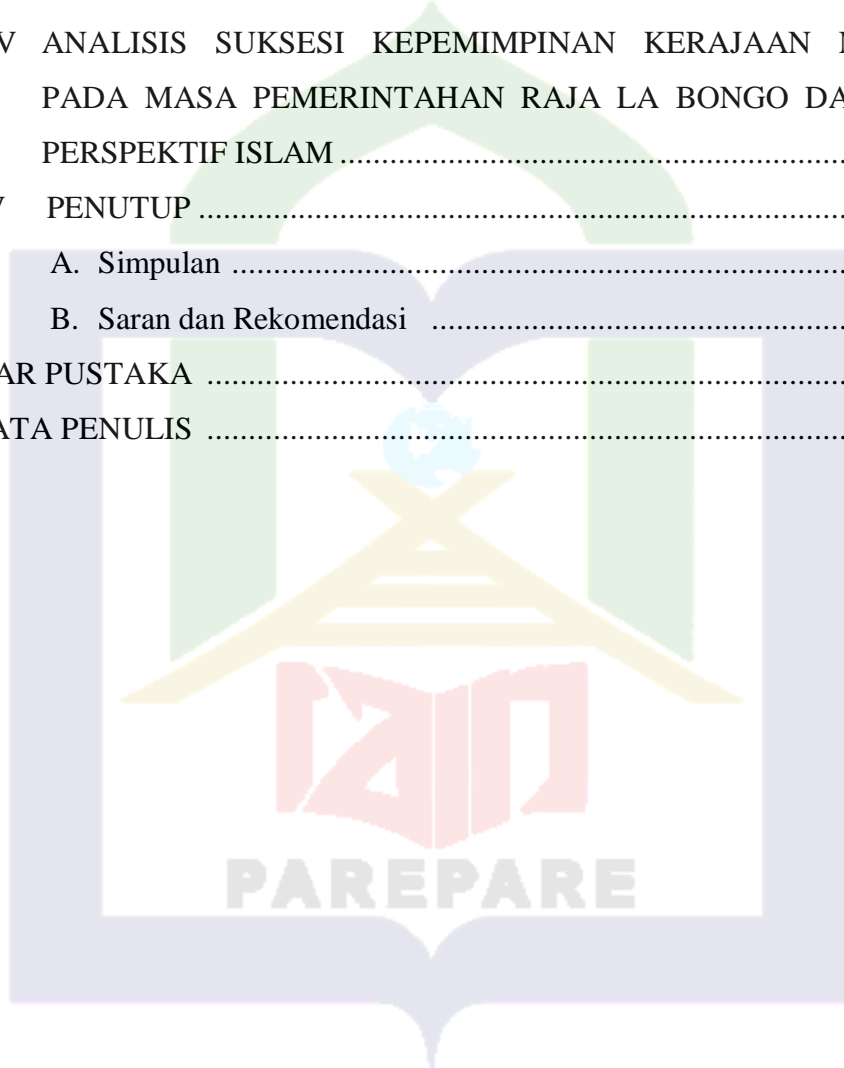 V ANALISIS SUKSESI KEPEMIMPINAN KERAJAAN
PADA MASA PEMERINTAHAN RAJA LA BONGO DA
PERSPEKTIF ISLAM ............................................................
PENUTUP ................................................................................
A. Simpulan ............................................................................
B. Saran dan Rekomendasi ....................................................
AR PUSTAKA ................................................................................
ATA PENULIS ................................................................................
iain
PAREPARE